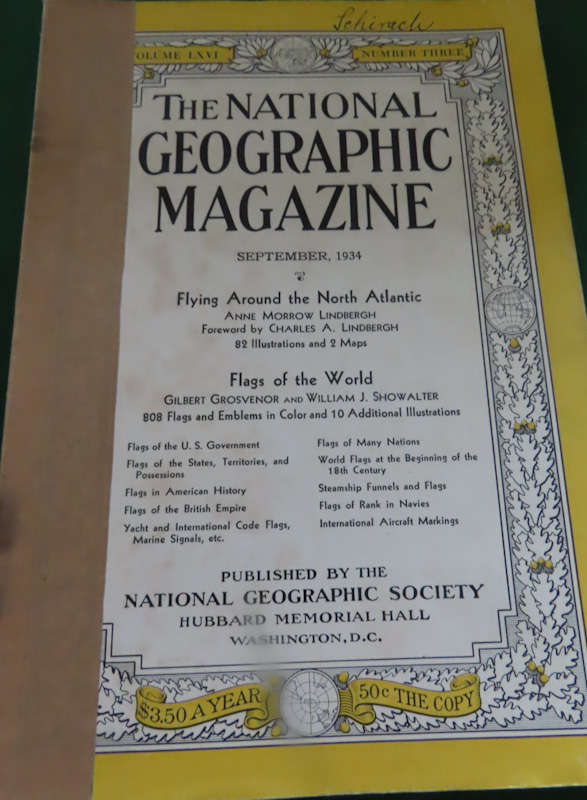 Schirach
VOLUME LXVI NUMBER THREE
THE NATIONAL
GEOGRAPHIC
MAGAZINE
SEPTEMBER, 1934
Flying Around the North Atlantic
ANNE MORROW LINDBERGH
Foreword by CHARLES A. LINDBERGH
82 Illustrations and 2 Maps
Flags of the World
GILBERT GROSVENOR AND WILLIAM J. SHOWALTER
808 Flags and Emblems in Color and 10 Additional Illustrations
Flags of the U. S. Government
Flags of the States, Territories, and
Possessions
Flags in American History
Flags of the British Empire
Yacht and International Code Flags,
Marine Signals, etc.
Flags of Many Nations
World Flags at the Beginning of the
18th Century
Steamship Funnels and Flags
Flags of Rank in Navies
International Aircraft Markings
PUBLISHED BY THE
NATIONAL GEOGRAPHIC SOCIETY
HUBBARD MEMORIAL HALL
WASHINGTON, D.C.
$3.50 A YEAR 50c THE COPY